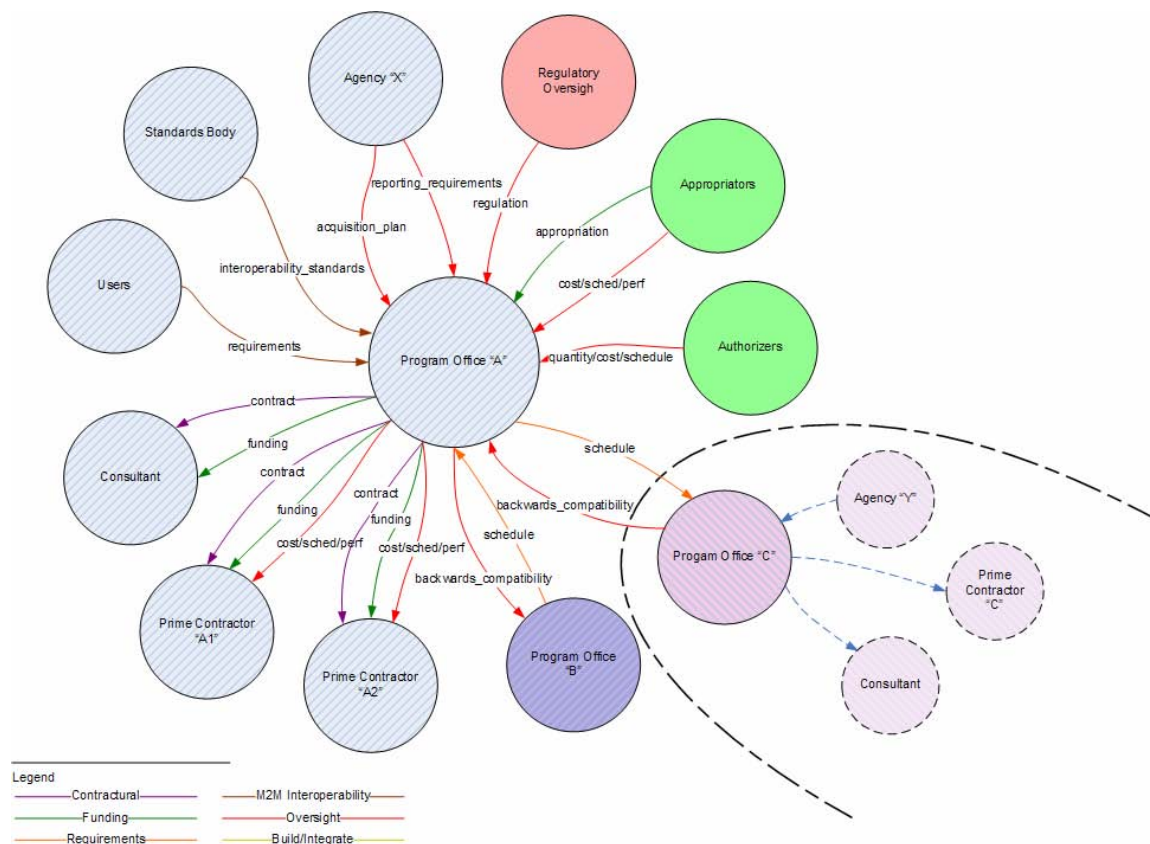 Agency “X”
Regulatory
Oversigh
Standards Body
Appropriators
reporting_requirements
regulation
acquisition_plan
appropriation
interoperability_standards
Users
cost/sched/perf
requirements
Program Office “A”
quantity/cost/schedule
Authorizers
contract
funding
Consultant
contract
funding
cost/sched/perf
contract
funding
cost/sched/perf
schedule
backwards_compatibility
schedule
backwards_compatibility
Agency “Y”
Progam Office “C”
Prime
Contractor
“C”
Prime Contractor
“A1”
Prime Contractor
“A2”
Program Office
“B”
Consultant
Legend
Contractural
M2M Interoperability
Funding
Oversight
Requirements
Build/Integrate